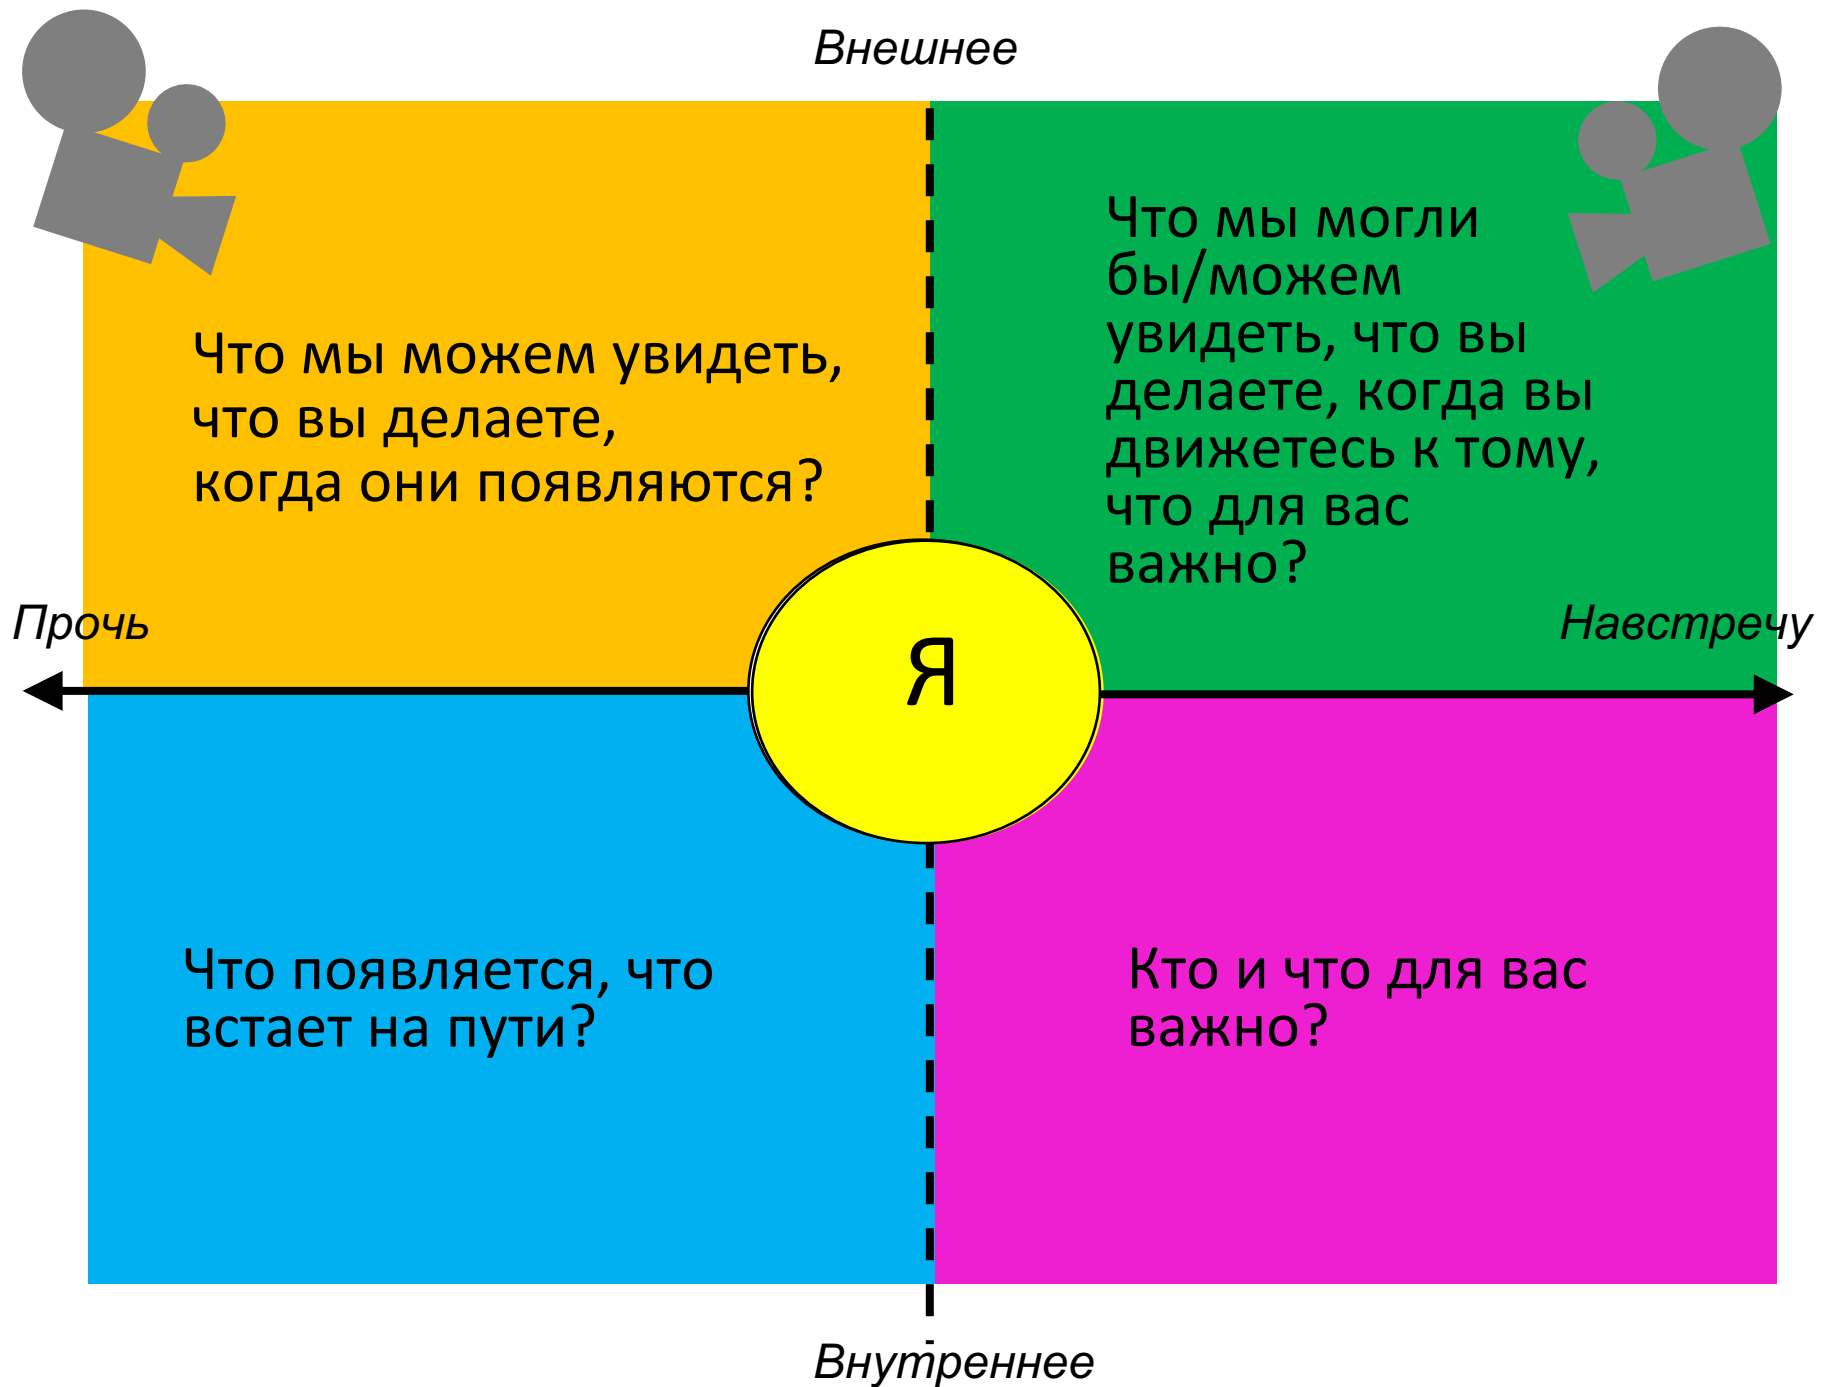 Внешнее
Что мы можем увидеть,
что вы делаете,
когда они появляются?
Что мы могли
бы/можем
увидеть, что вы
делаете, когда вы
движетесь к тому,
что для вас
важно?
Прочь
Навстречу
Я
Что появляется, что
встает на пути?
Кто и что для вас
важно?
Внутреннее